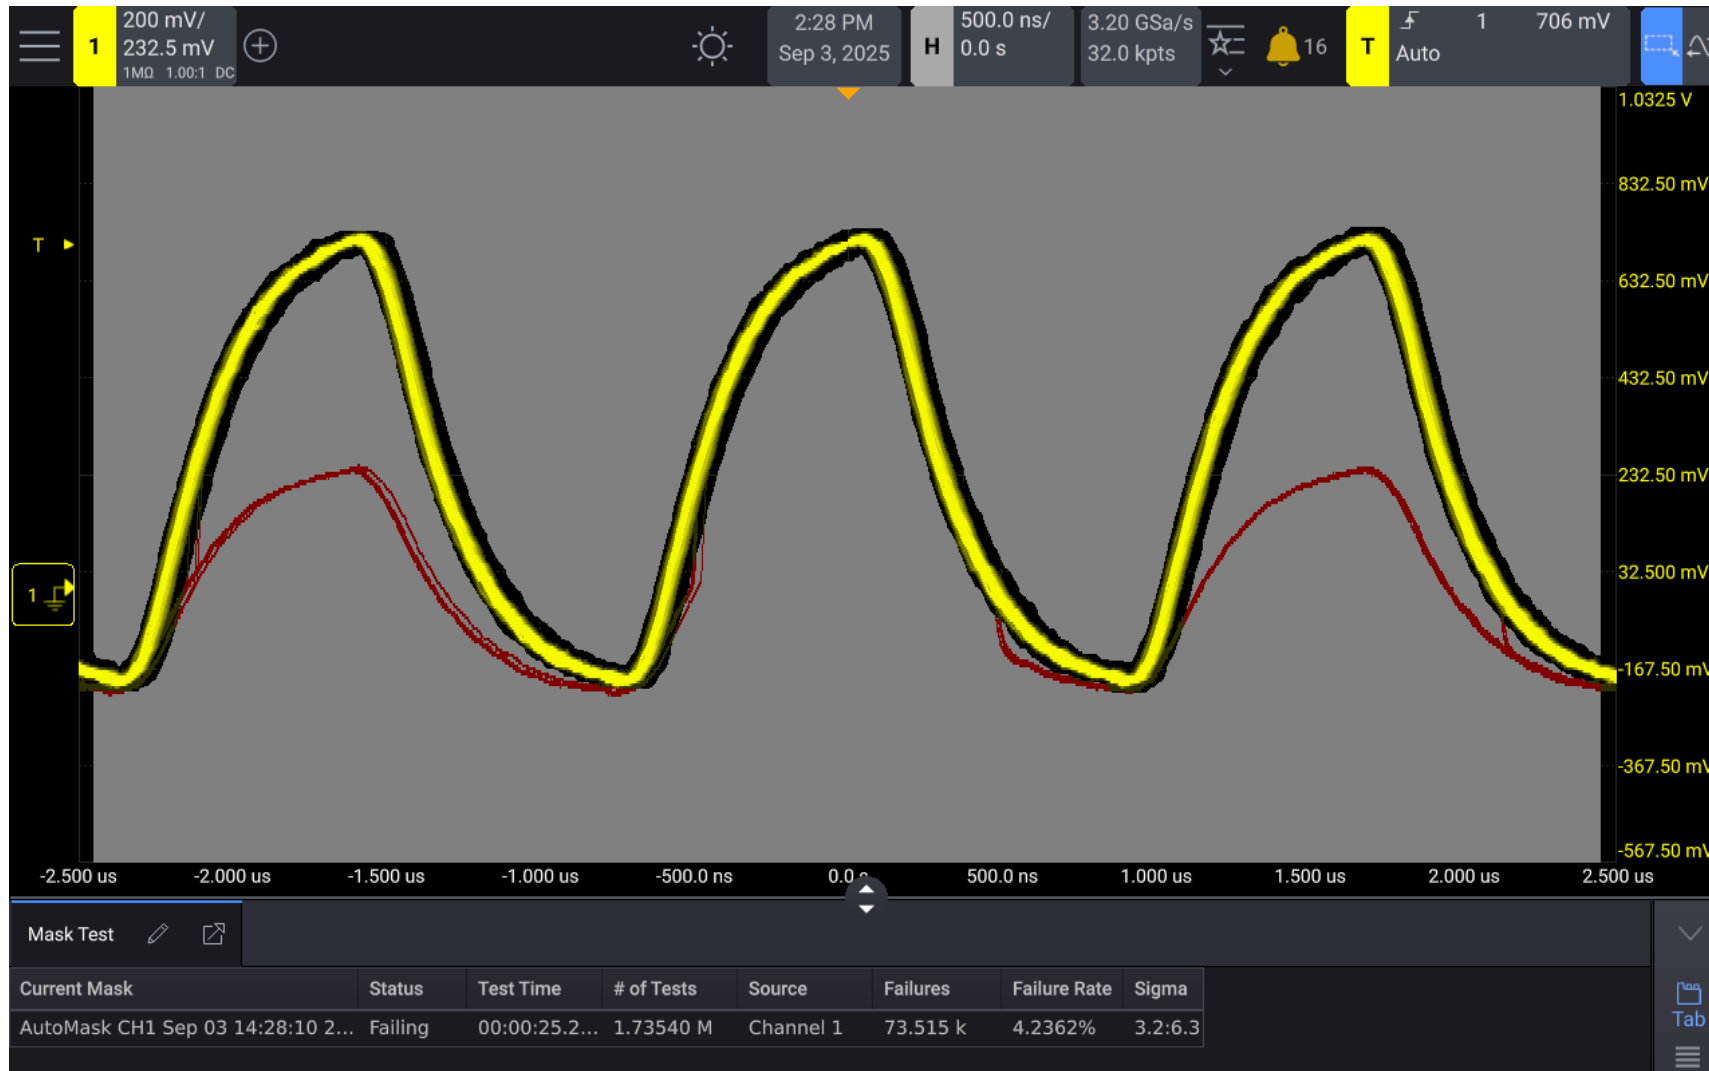 1
200 mV/
232.5 mV
1MΩ 1.00:1 DC
2:28 PM
Sep 3, 2025
H
500.0 ns/
0.0 s
3.20 GSa/s
32.0 kpts
16
T
1 706 mV
Auto
1.0325 V
832.50 mV
T
632.50 mV
432.50 mV
232.50 mV
32.500 mV
1
-167.50 mV
-367.50 mV
-567.50 mV
-2.500 us -2.000 us -1.500 us -1.000 us -500.0 ns 0.0 500.0 ns 1.000 us 1.500 us 2.000 us 2.500 us
Mask Test
Current Mask Status Test Time # of Tests Source Failures Failure Rate Sigma
AutoMask CH1 Sep 03 14:28:10 2... Failing 00:00:25.2... 1.73540 M Channel 1 73.515 k 4.2362% 3.2:6.3
Tab